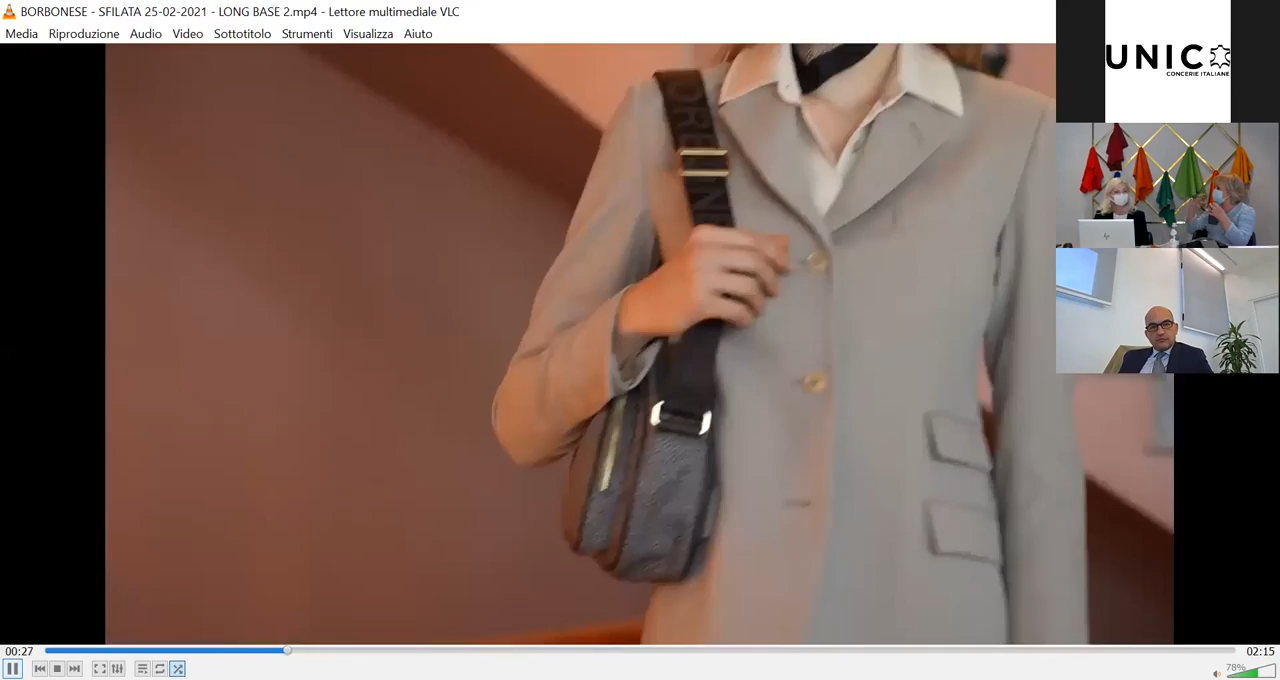 BORBONESE - SFILATA 25-02-2021 - LONG BASE 2.mp4 - Lettore multimediale VLC
Media Riproduzione Audio Video Sottotitolo Strumenti Visualizza Aiuto
UNIC
CONCERIE ITALIANE
00:27
02:15
78%